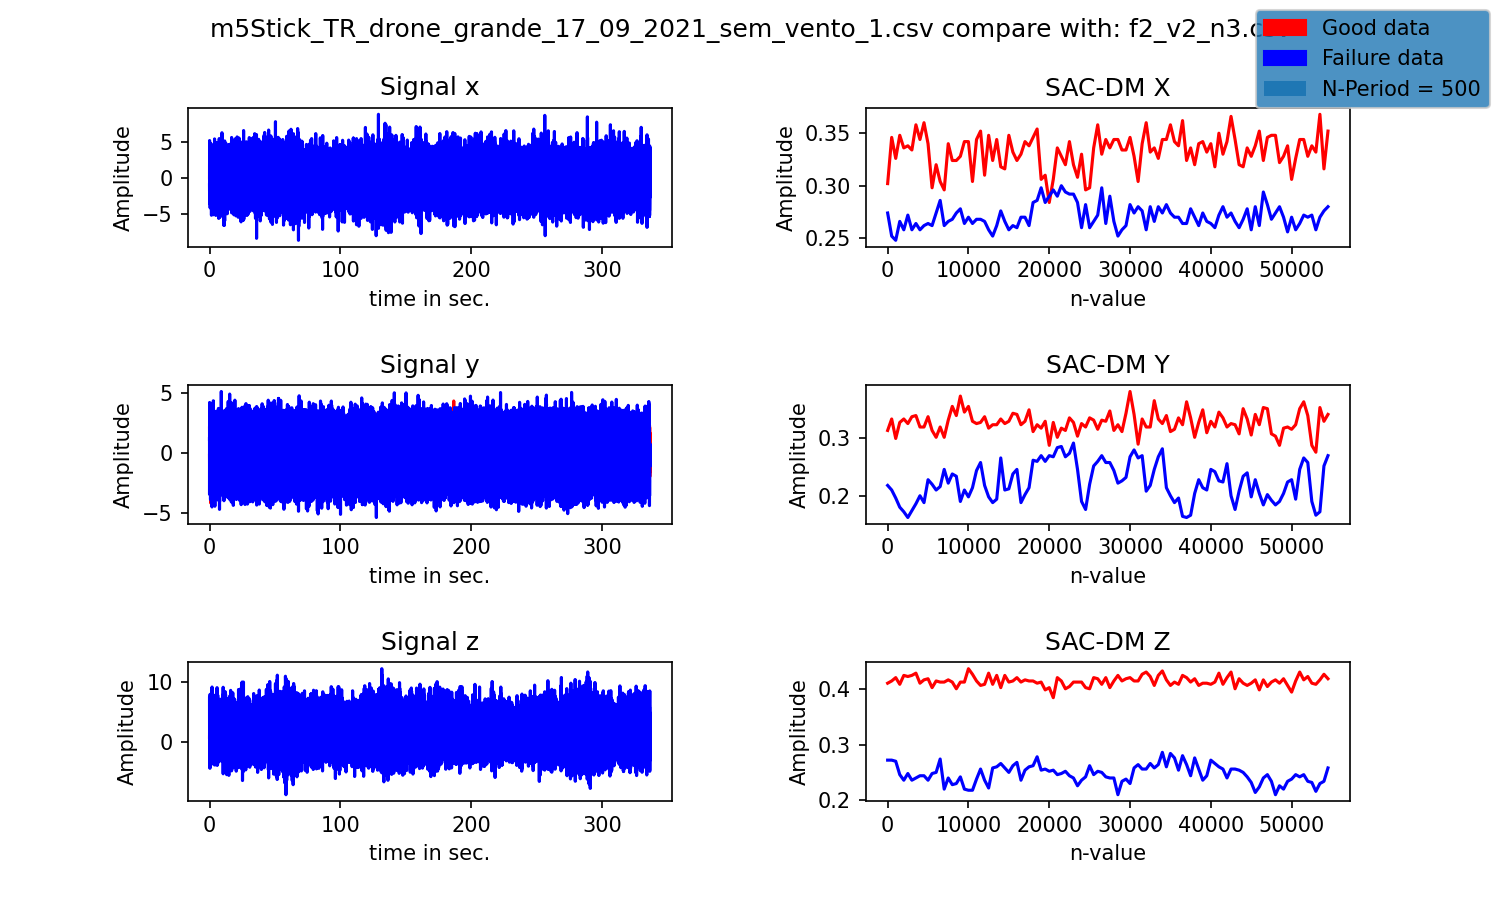 m5Stick_TR_drone_grande_17_09_2021_sem_vento_1.csv compare with: f2_v2_n3.csv
Good data
Failure data
N-Period = 500
Signal x
Amplitude
5
0
−5
0 100 200 300
time in sec.
SAC-DM X
Amplitude
0.35
0.30
0.25
0 10000 20000 30000 40000 50000
n-value
Signal y
Amplitude
5
0
−5
0 100 200 300
time in sec.
SAC-DM Y
Amplitude
0.3
0.2
0 10000 20000 30000 40000 50000
n-value
Signal z
Amplitude
10
0
0 100 200 300
time in sec.
SAC-DM Z
Amplitude
0.4
0.3
0.2
0 10000 20000 30000 40000 50000
n-value